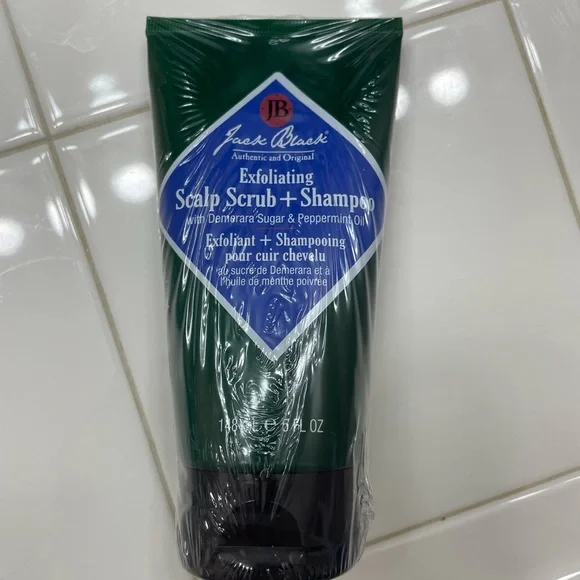 JB
Jack Black
Authentic and Original
Exfoliating
Scalp Scrub + Shampoo
with Demerara Sugar & Peppermint Oil
Exfoliant + Shampooing
pour cuir chevelu
au sucre de Demerara et à
l'huile de menthe poivrée
148 ℮ 5 FL OZ